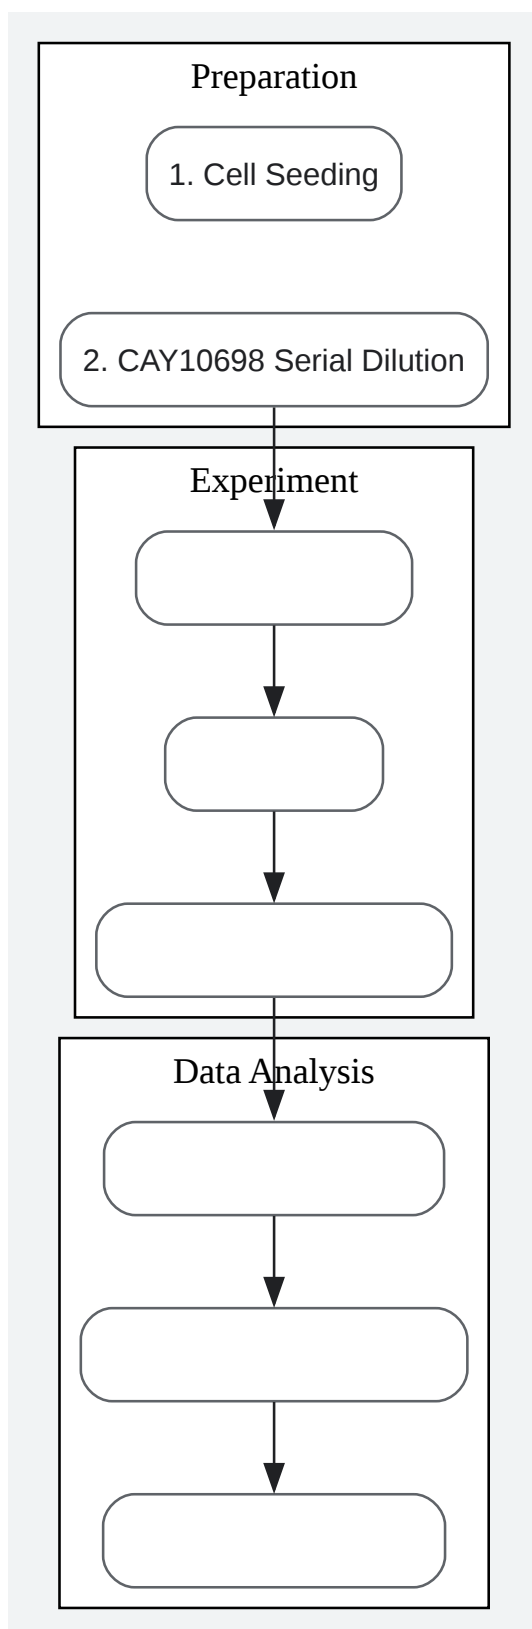 Preparation
1. Cell Seeding
2. CAY10698 Serial Dilution
Experiment
Data Analysis